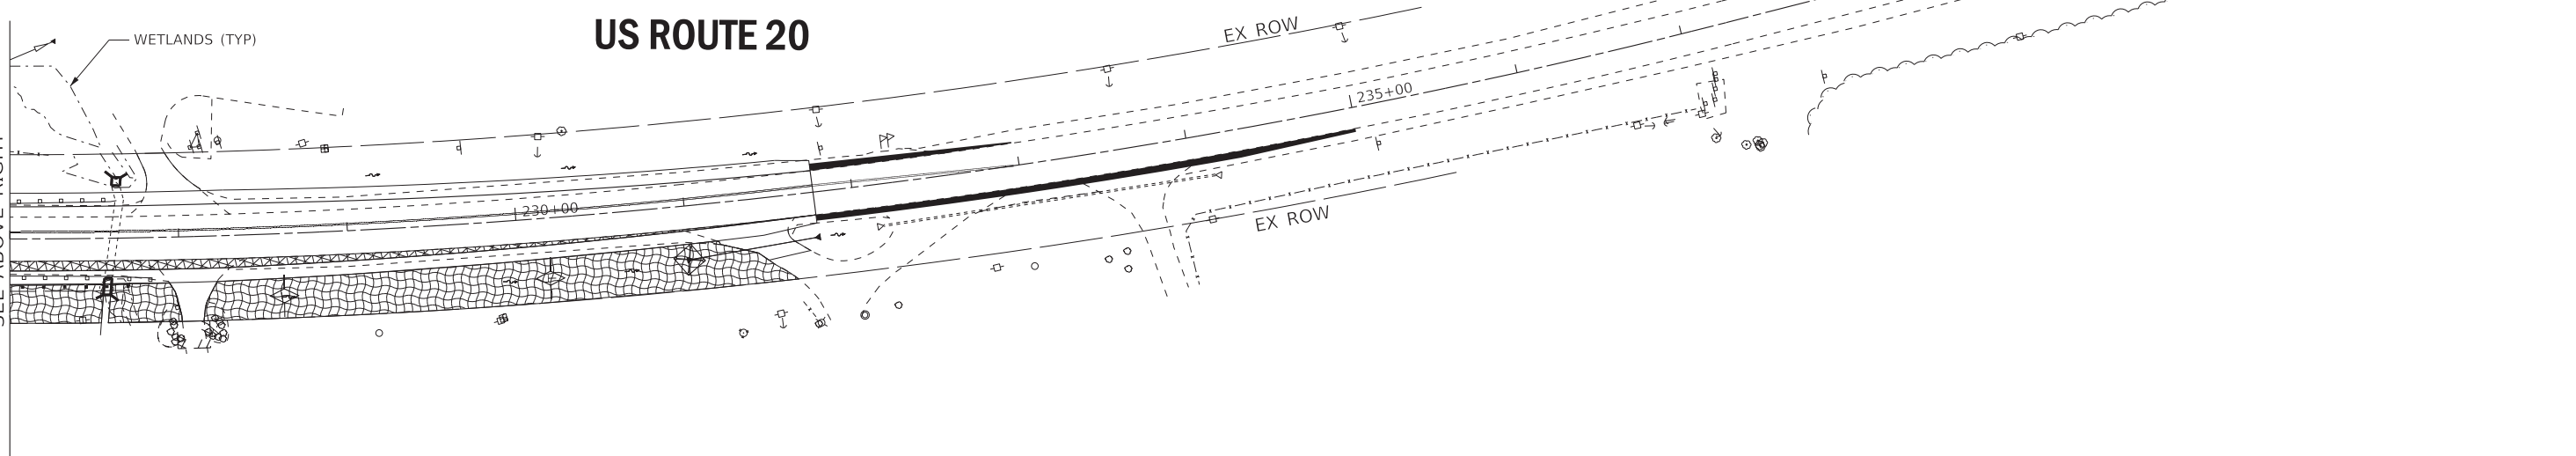 US ROUTE 20
EX ROW
WETLANDS (TYP)
235+00
230+00
EX ROW